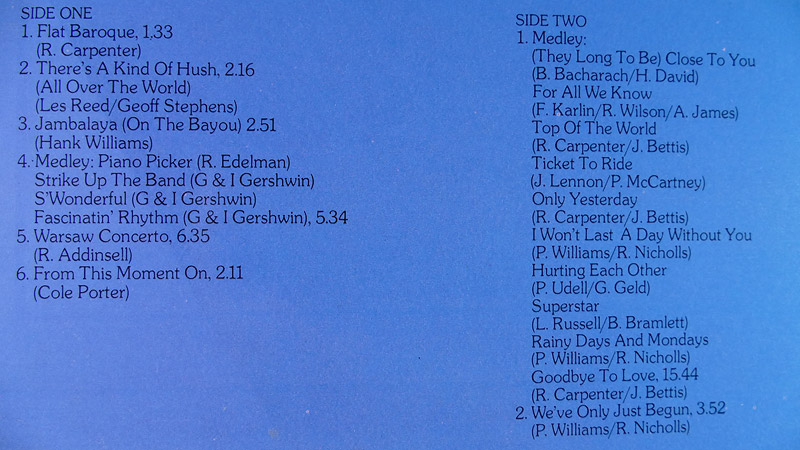 SIDE ONE
1. Flat Baroque, 1,33
(R. Carpenter)
2. There's A Kind Of Hush, 2.16
(All Over The World)
(Les Reed/Geoff Stephens)
3. Jambalaya (On The Bayou) 2.51
(Hank Williams)
4. Medley: Piano Picker (R. Edelman)
Strike Up The Band (G & I Gershwin)
S'Wonderful (G & I Gershwin)
Fascinatin' Rhythm (G & I Gershwin), 5.34
5. Warsaw Concerto, 6.35
(R. Addinsell)
6. From This Moment On, 2.11
(Cole Porter)
SIDE TWO
1. Medley:
(They Long To Be) Close To You
(B. Bacharach/H. David)
For All We Know
(F. Karlin/R. Wilson/A. James)
Top Of The World
(R. Carpenter/J. Bettis)
Ticket To Ride
(J. Lennon/P. McCartney)
Only Yesterday
(R. Carpenter/J. Bettis)
I Won't Last A Day Without You
(P. Williams/R. Nicholls)
Hurting Each Other
(P. Udell/G. Geld)
Superstar
(L. Russell/B. Bramlett)
Rainy Days And Mondays
(P. Williams/R. Nicholls)
Goodbye To Love, 15.44
(R. Carpenter/J. Bettis)
2. We've Only Just Begun, 3.52
(P. Williams/R. Nicholls)